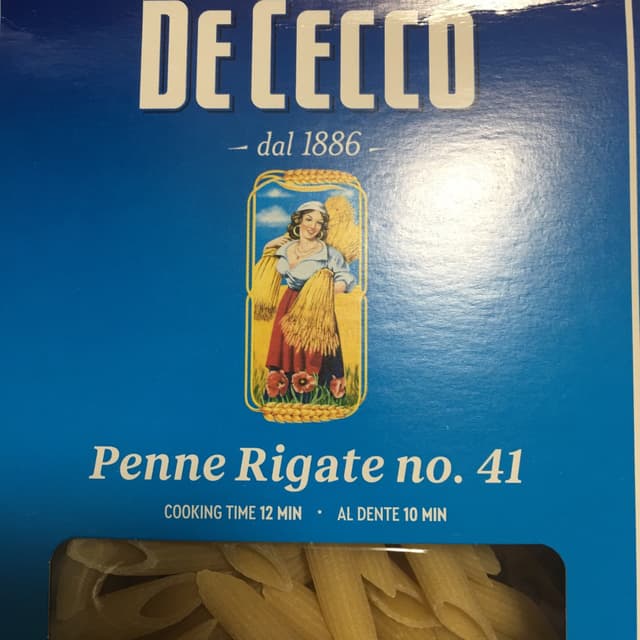 DE CECCO
dal 1886
Penne Rigate no. 41
COOKING TIME 12 MIN • AL DENTE 10 MIN